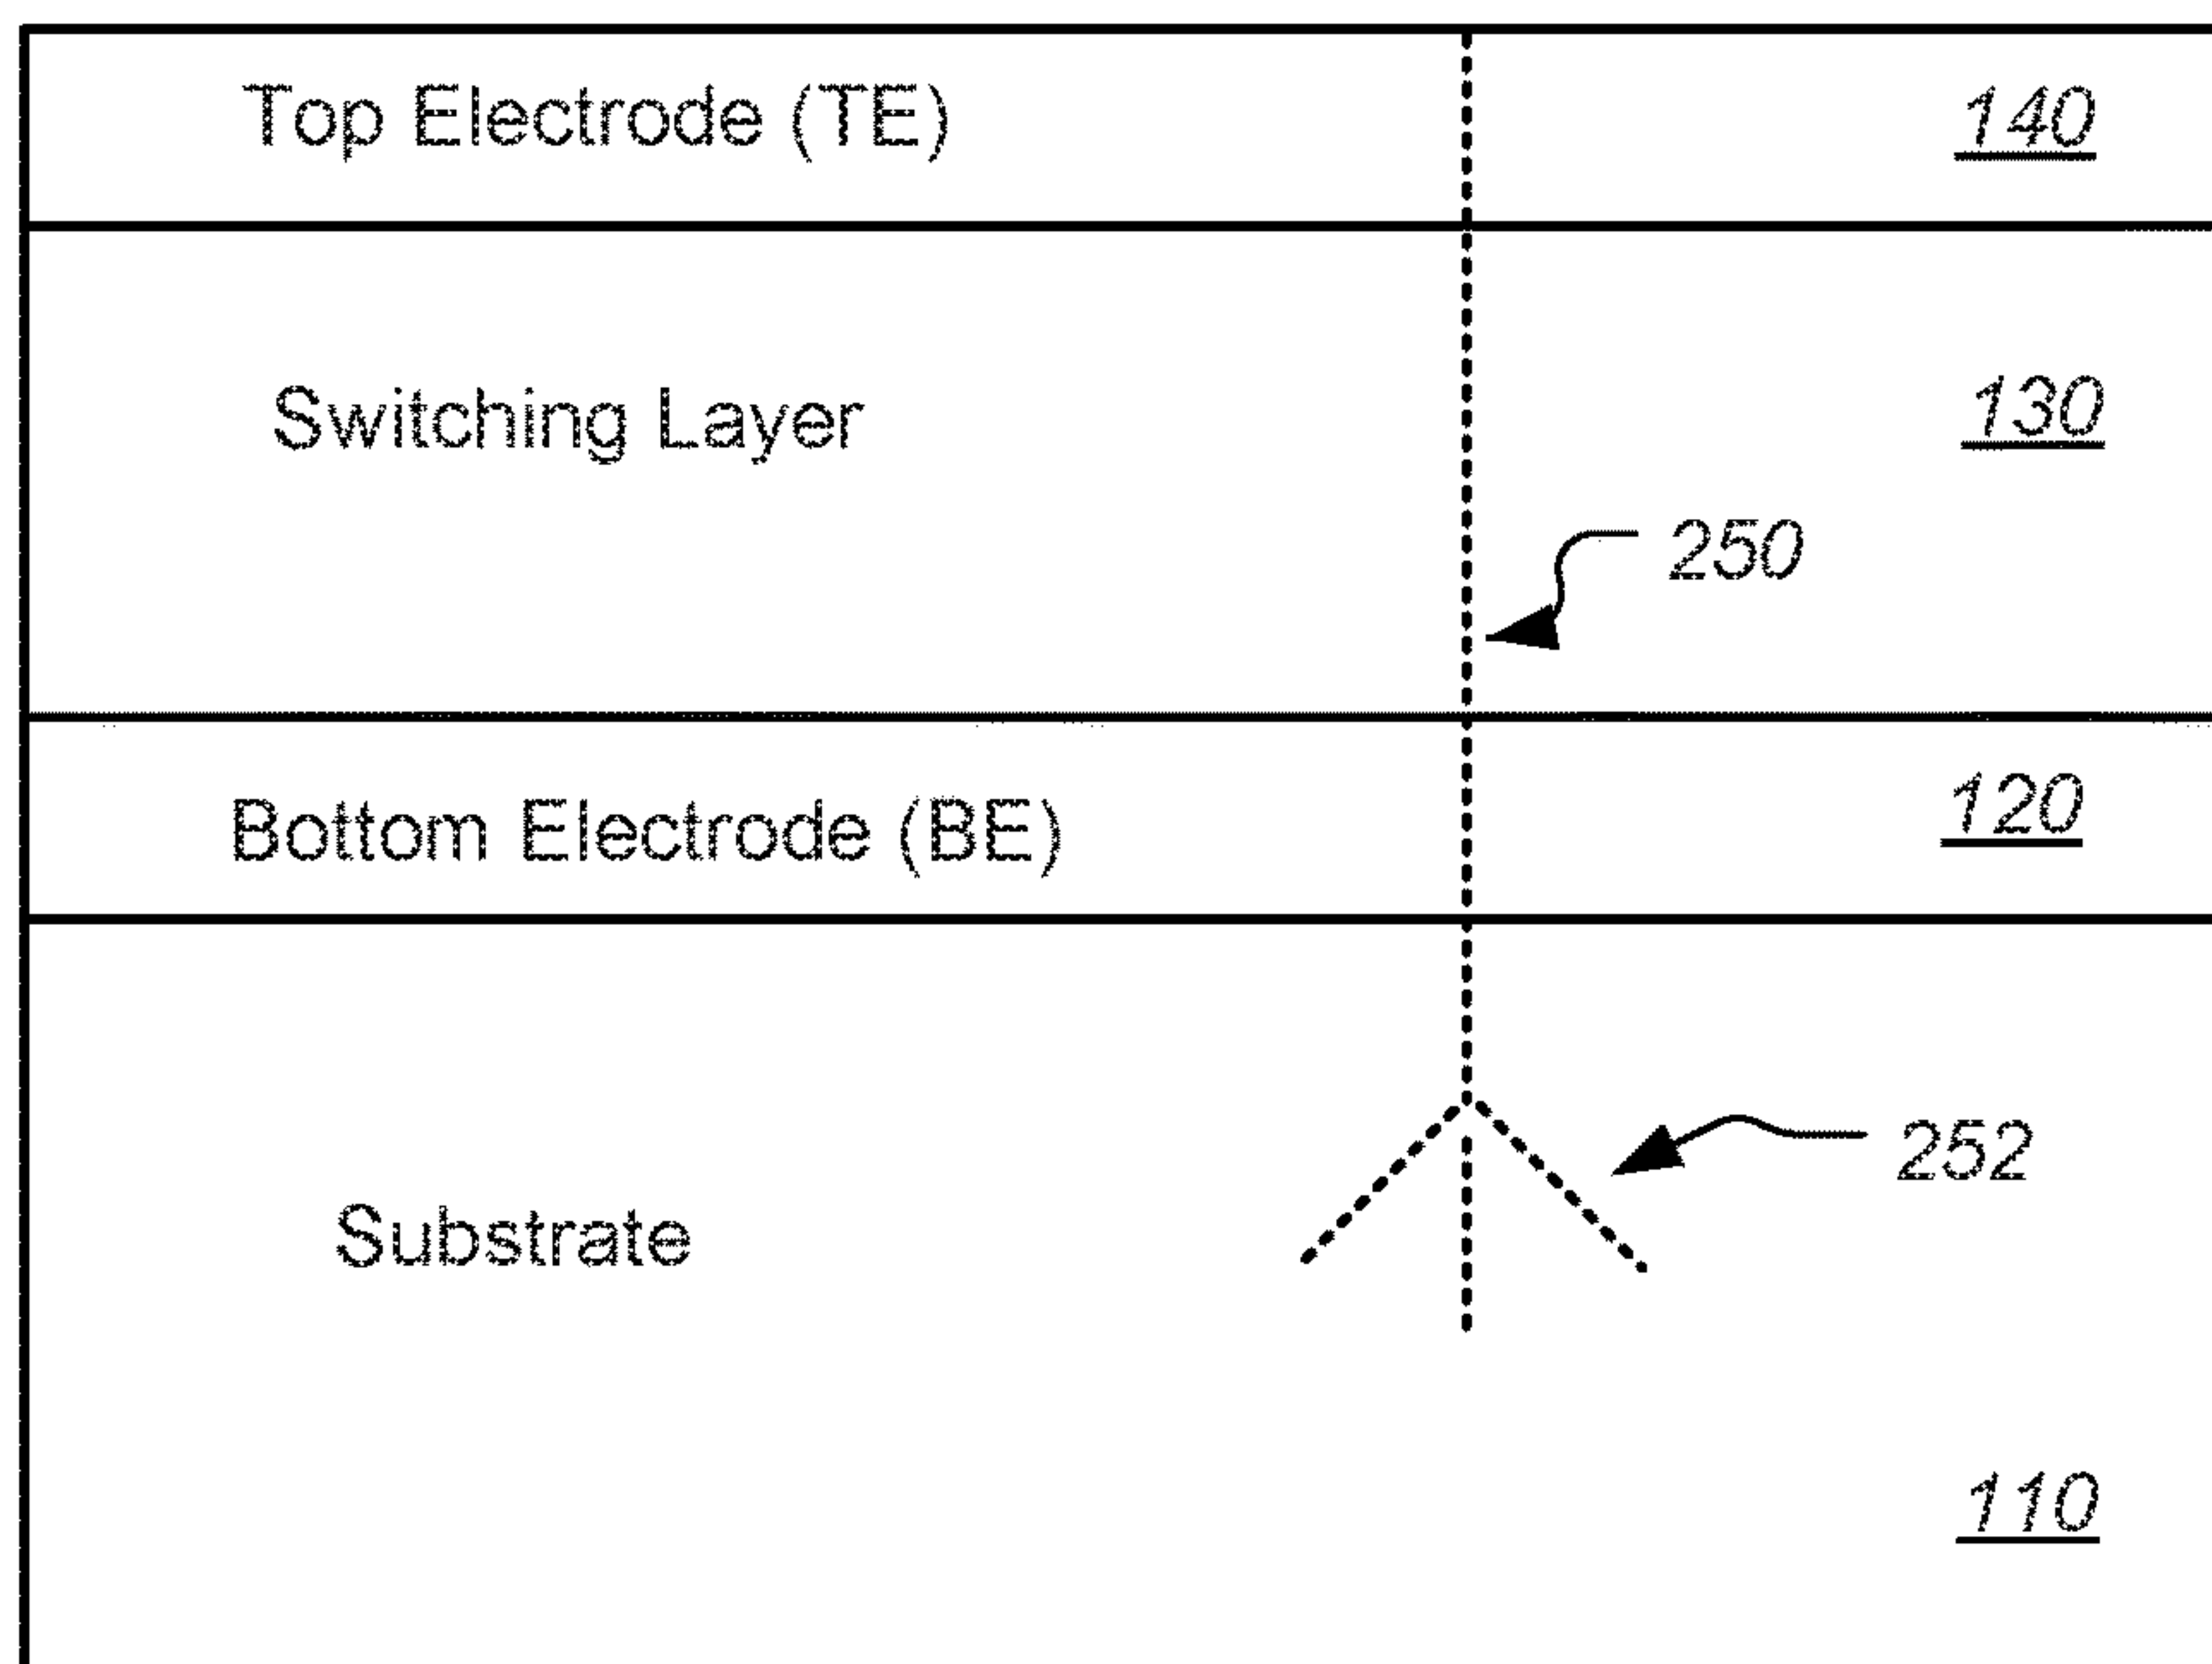 Top Electrode (TE) 140
Switching Layer 130
250
Bottom Electrode (BE) 120
252
Substrate
110